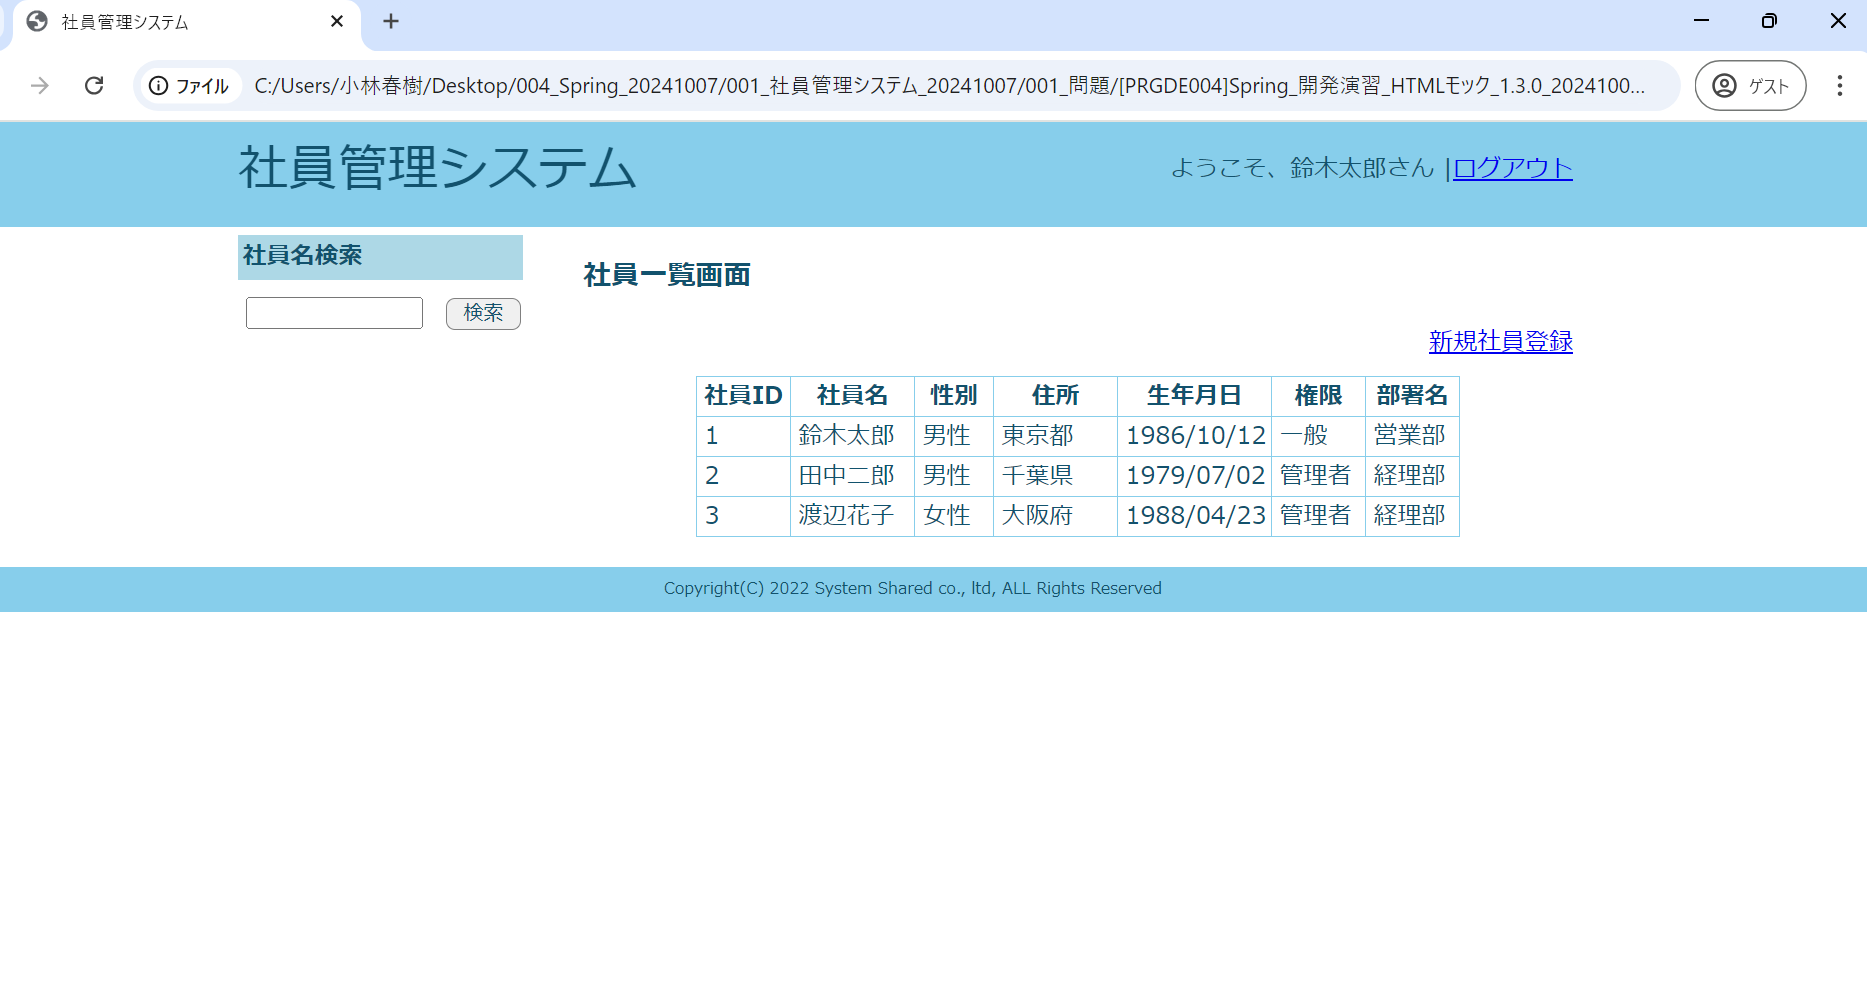 社員管理システム
ファイル C:/Users/小林春樹/Desktop/004_Spring_20241007/001_社員管理システム_20241007/001_問題/[PRGDE004]Spring_開発演習_HTMLモック_1.3.0_2024100... ゲスト
社員管理システム ようこそ、鈴木太郎さん |ログアウト
社員名検索
検索
社員一覧画面
新規社員登録
社員ID 社員名 性別 住所 生年月日 権限 部署名
1 鈴木太郎 男性 東京都 1986/10/12 一般 営業部
2 田中二郎 男性 千葉県 1979/07/02 管理者 経理部
3 渡辺花子 女性 大阪府 1988/04/23 管理者 経理部
Copyright(C) 2022 System Shared co., ltd, ALL Rights Reserved